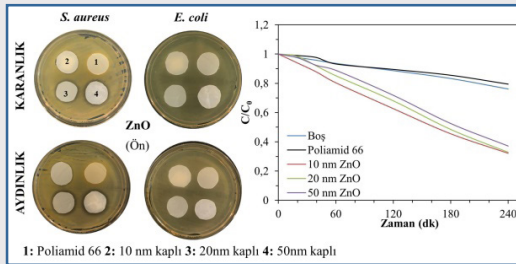 S. aureus
E. coli
KARANLIK
2
1
3
4
ZnO
(Ön)
AYDINLIK
1: Poliamid 66 2: 10 nm kaplı 3: 20nm kaplı 4: 50nm kaplı
C/C0
1,2
1
0,8
0,6
0,4
0,2
0
Boş
Poliamid 66
10 nm ZnO
20 nm ZnO
50 nm ZnO
0
60
120
180
240
Zaman (dk)